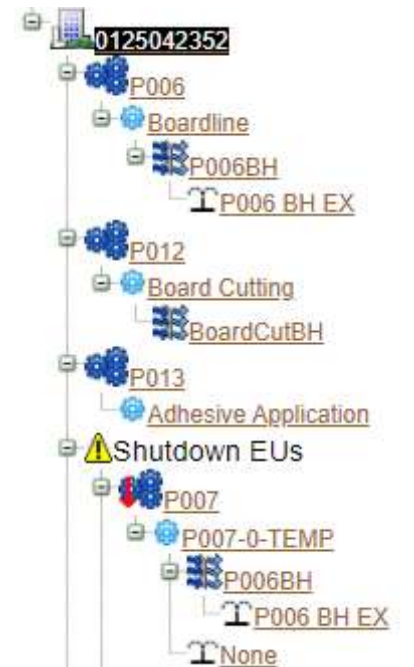 0125042352
P006
Boardline
P006BH
P006 BH EX
P012
Board Cutting
BoardCutBH
P013
Adhesive Application
Shutdown EUs
P007
P007-0-TEMP
P006BH
P006 BH EX
None